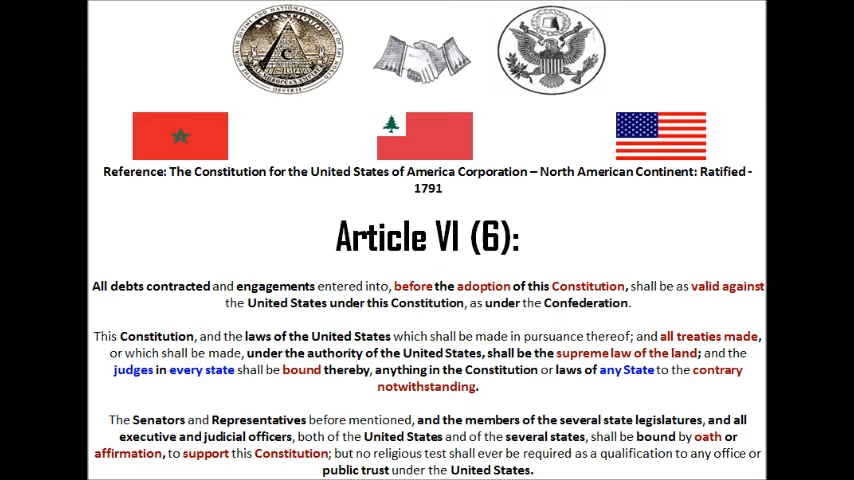 Reference: The Constitution for the United States of America Corporation – North American Continent: Ratified -
1791
Article VI (6):
All debts contracted and engagements entered into, before the adoption of this Constitution, shall be as valid against
the United States under this Constitution, as under the Confederation.
This Constitution, and the laws of the United States which shall be made in pursuance thereof; and all treaties made,
or which shall be made, under the authority of the United States, shall be the supreme law of the land; and the
judges in every state shall be bound thereby, anything in the Constitution or laws of any State to the contrary
notwithstanding.
The Senators and Representatives before mentioned, and the members of the several state legislatures, and all
executive and judicial officers, both of the United States and of the several states, shall be bound by oath or
affirmation, to support this Constitution; but no religious test shall ever be required as a qualification to any office or
public trust under the United States.